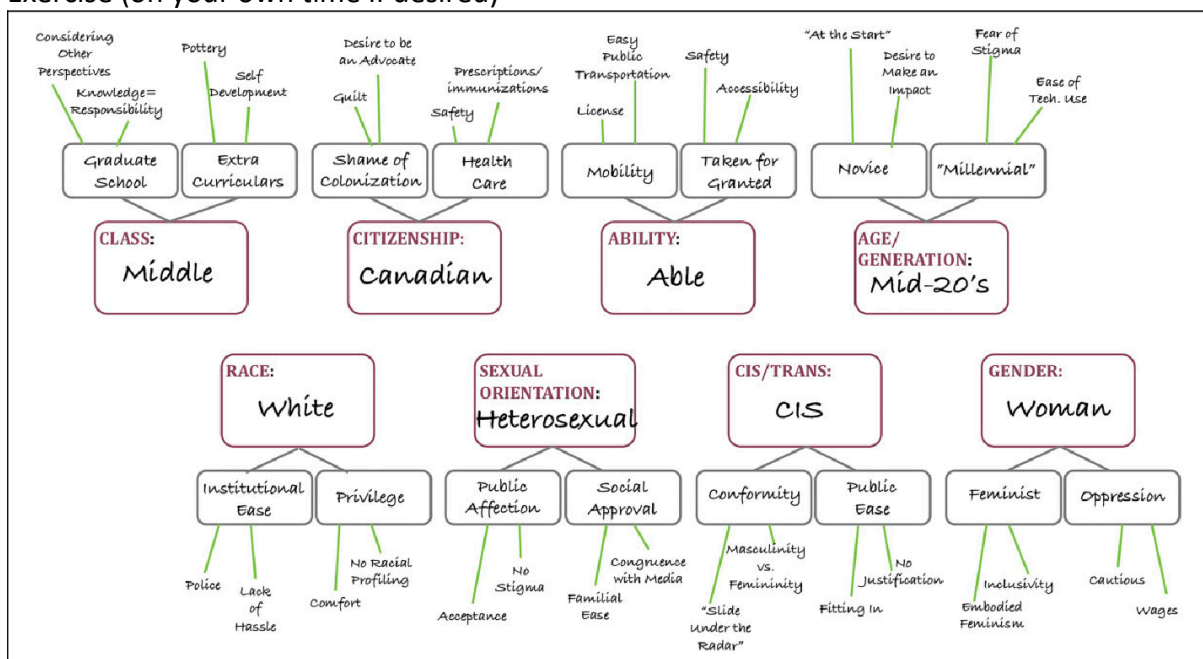 Exercise (on your own time if desired)
Considering
Other
Perspectives
Knowledge=
Responsibility
Pottery
Self
Development
Graduate
School
Extra
Curriculars
CLASS:
Middle
Desire to be
an Advocate
Guilt
Prescriptions/
immunizations
Safety
Shame of
Colonization
Health
Care
CITIZENSHIP:
Canadian
Easy
Public
Transportation
License
Safety
Accessibility
Mobility
Taken for
Granted
ABILITY:
Able
"At the Start"
Desire to
Make an
Impact
Fear of
Stigma
Ease of
Tech. Use
Novice
"Millennial"
AGE/
GENERATION:
Mid-20's
RACE:
White
Institutional
Ease
Privilege
Police
Lack
of
Hassle
Comfort
No Racial
Profiling
SEXUAL
ORIENTATION:
Heterosexual
Public
Affection
Social
Approval
Acceptance
No
Stigma
Familial
Ease
Congruence
with Media
CIS/TRANS:
CIS
Conformity
Public
Ease
"Slide
Under the
Radar"
Masculinity
vs.
Femininity
Fitting In
No
Justification
GENDER:
Woman
Feminist
Oppression
Embodied
Feminism
Inclusivity
Cautious
Wages